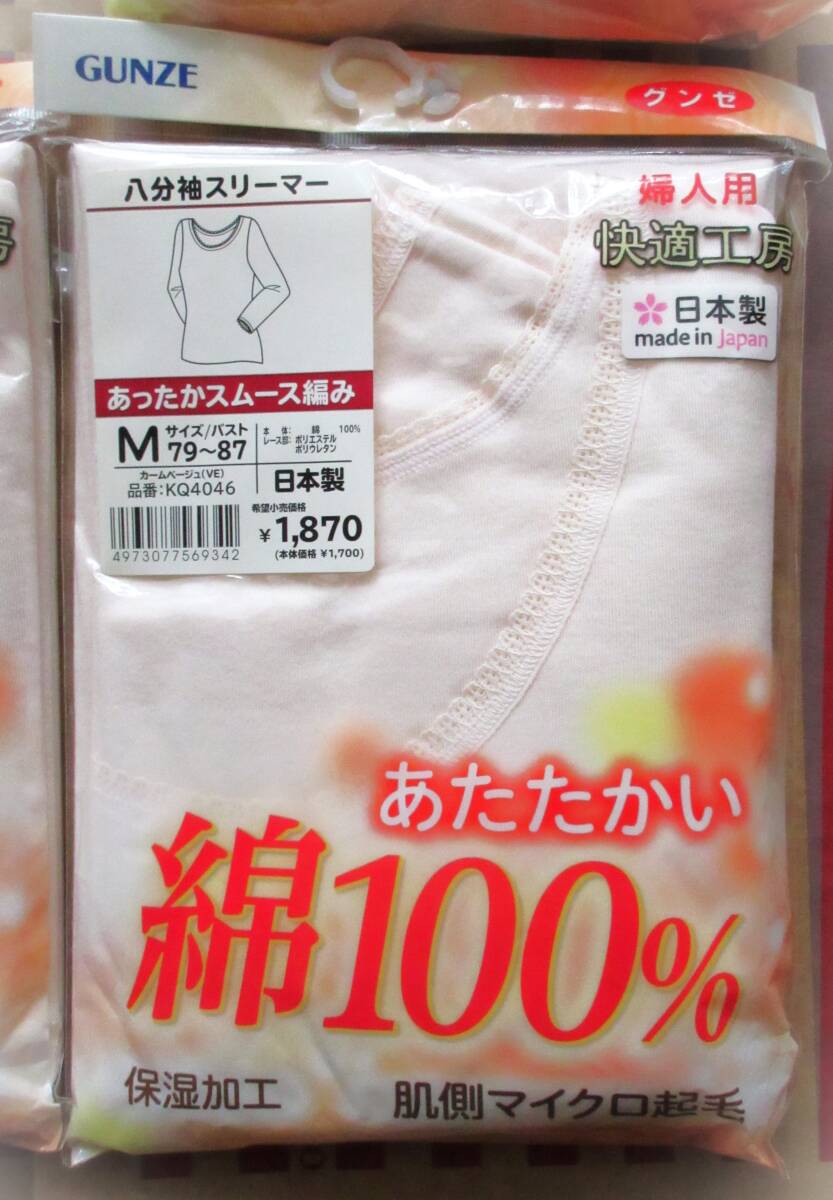 GUNZE
グンゼ
八分袖スリーマー
あったかスムース編み
M サイズ/バスト
79～87
カームベージュ(VE)
品番:KQ4046
本 体: 綿 100%
レース部: ポリエステル
ポリウレタン
日本製
希望小売価格
¥1,870
(本体価格 ¥1,700)
4973077569342
婦人用
快適工房
日本製
made in Japan
あたたかい
綿100%
保湿加工
肌側マイクロ起毛
房